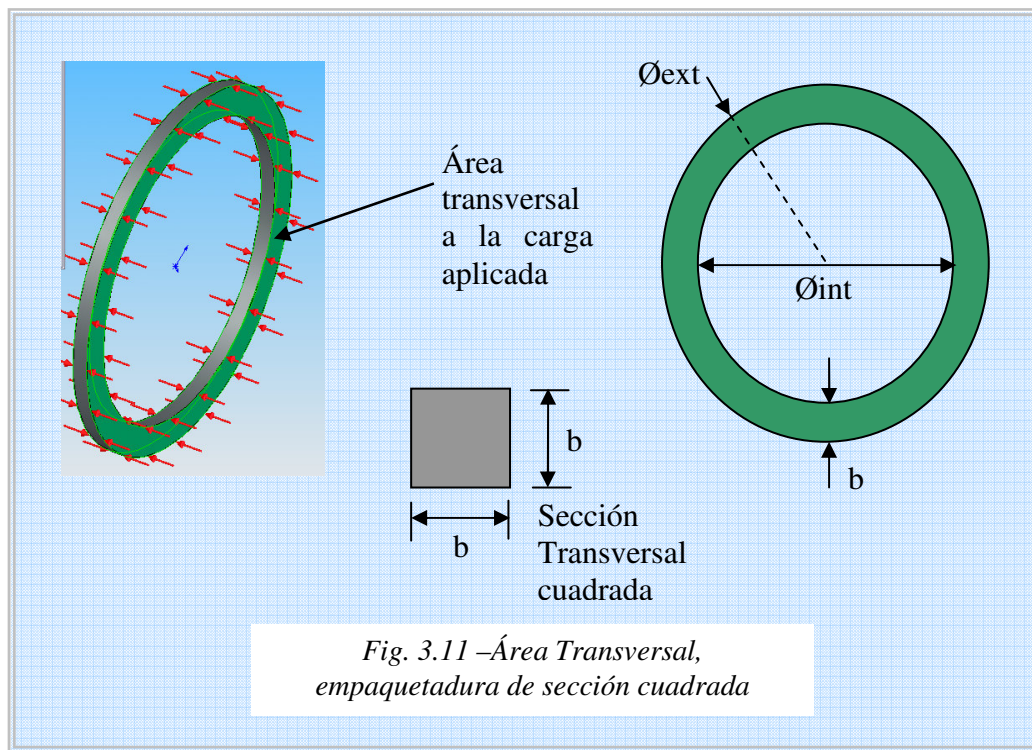 Øext
Área
transversal
a la carga
aplicada
Øint
b
b
b
Sección
Transversal
cuadrada
Fig. 3.11 –Área Transversal,
empaquetadura de sección cuadrada